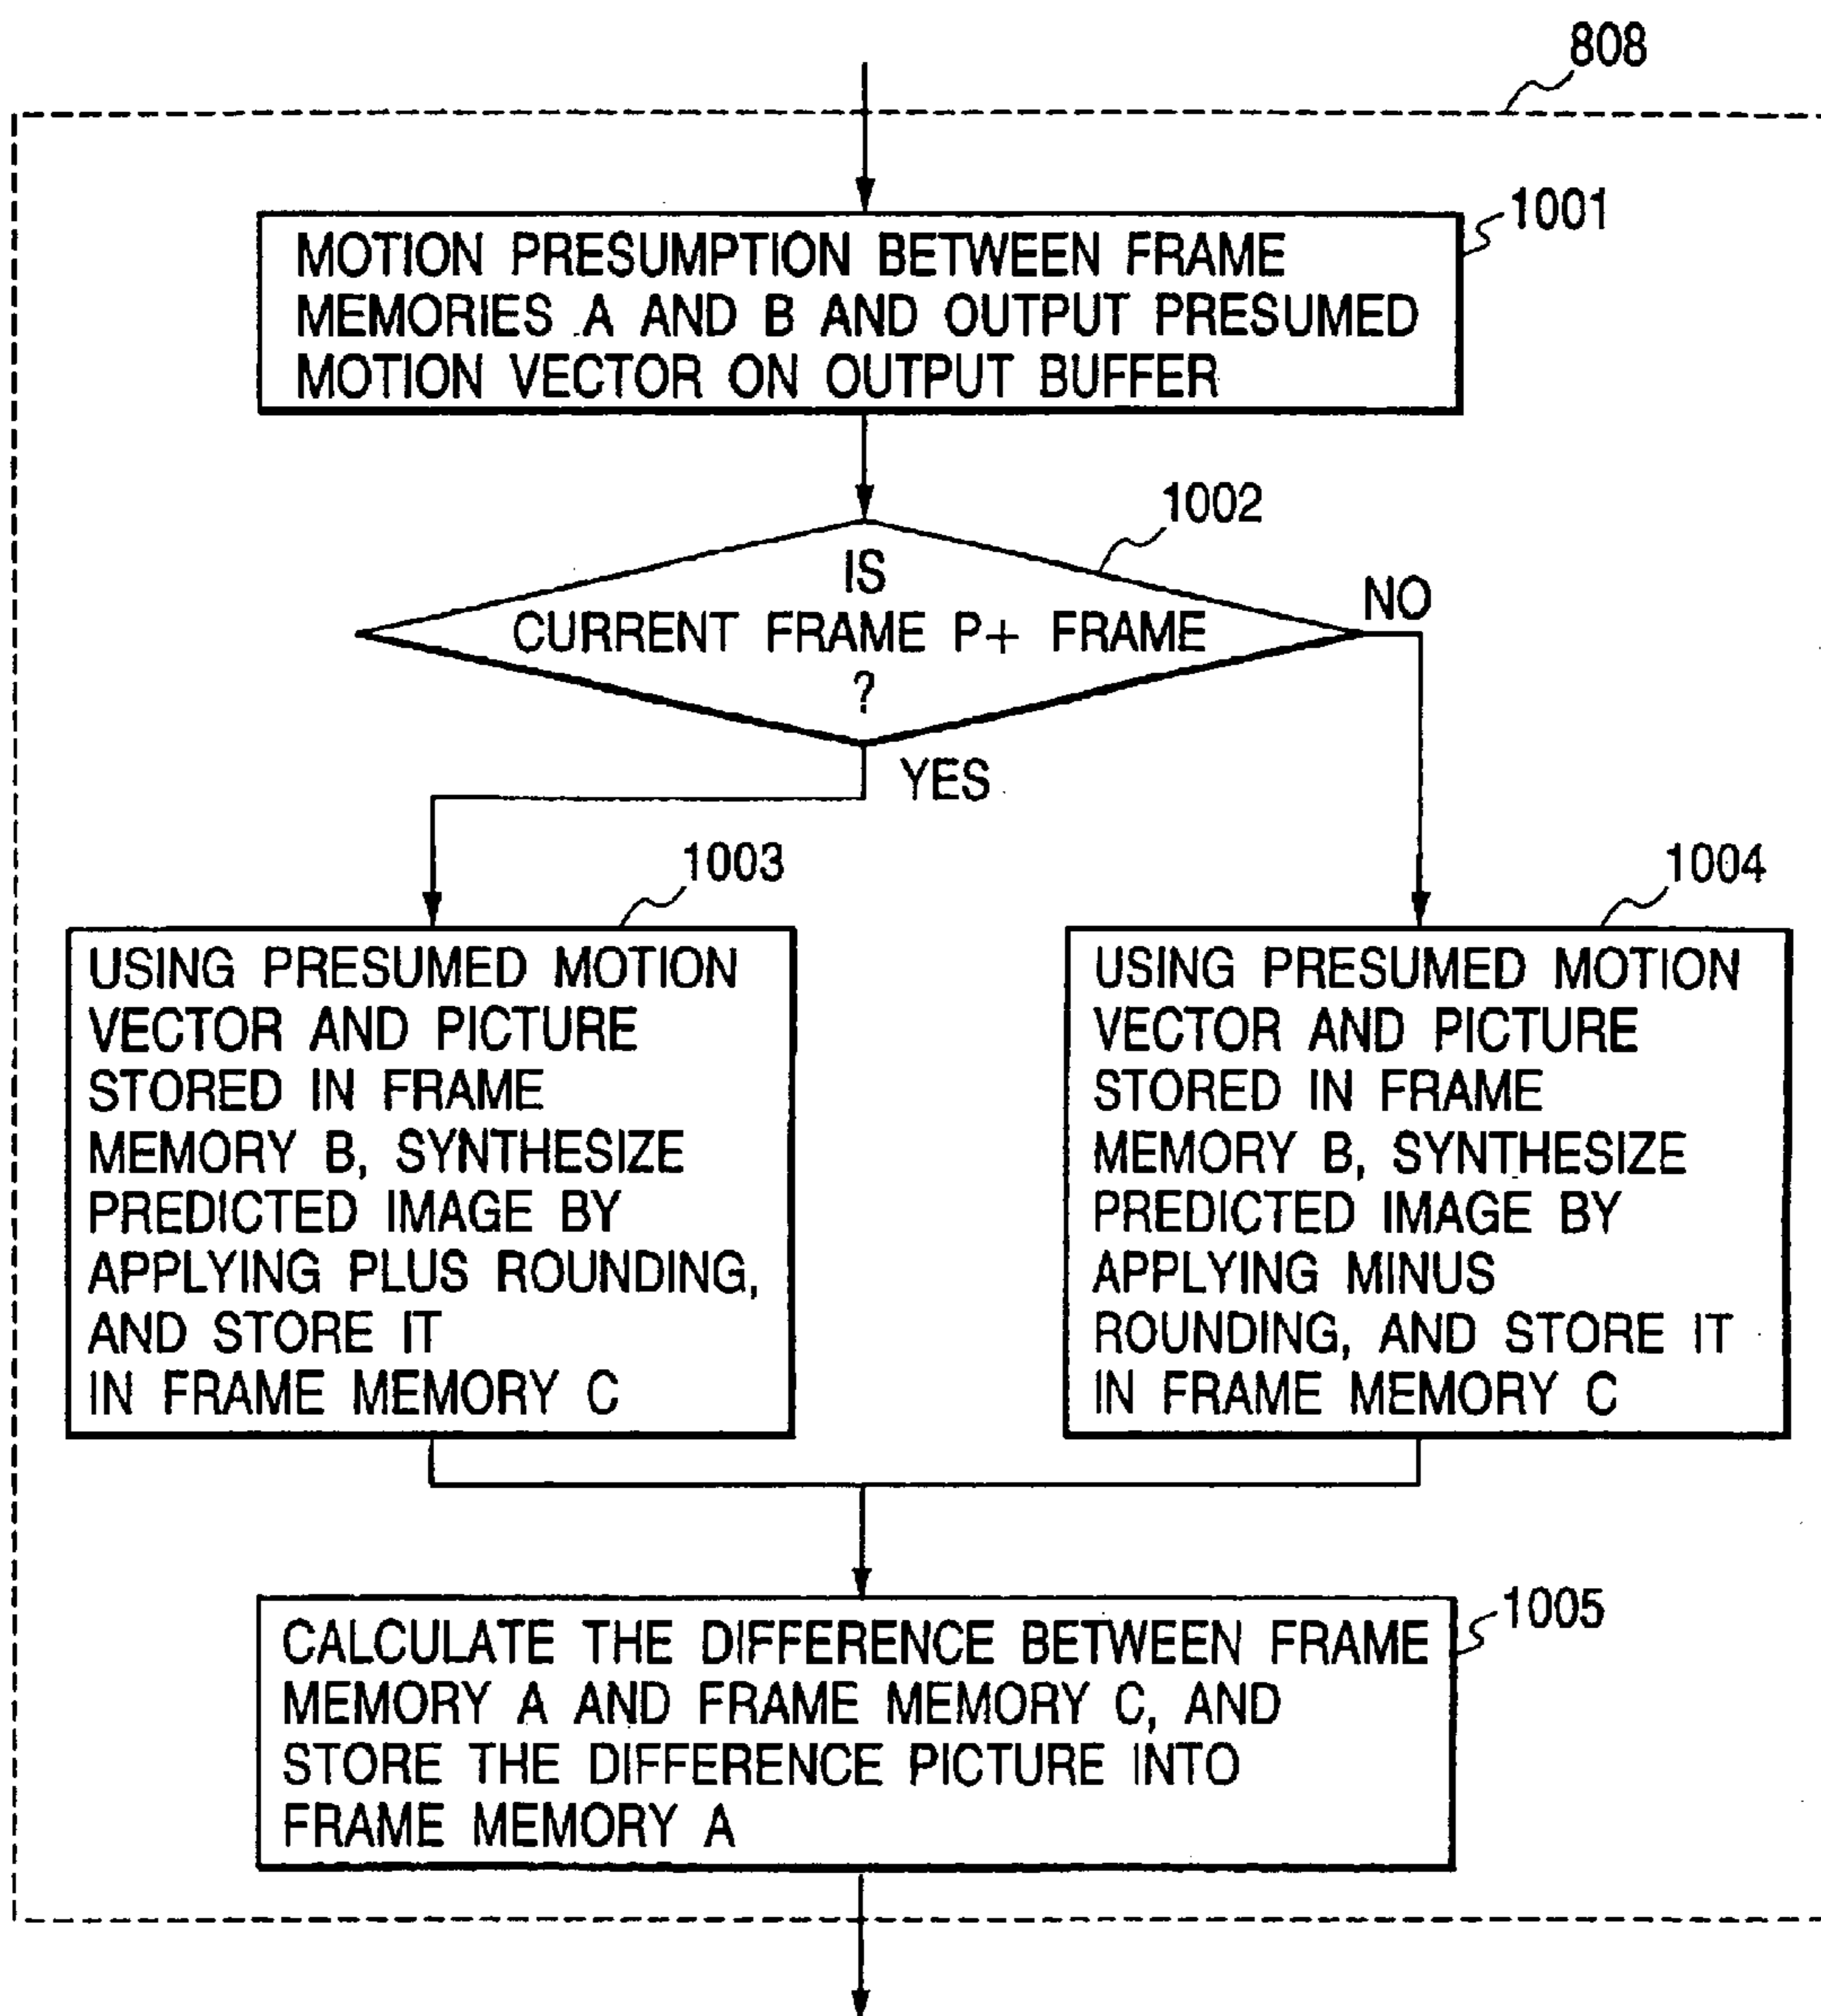 808
1001
MOTION PRESUMPTION BETWEEN FRAME
MEMORIES A AND B AND OUTPUT PRESUMED
MOTION VECTOR ON OUTPUT BUFFER
1002
IS
CURRENT FRAME P+ FRAME
?
NO
YES
1003
USING PRESUMED MOTION
VECTOR AND PICTURE
STORED IN FRAME
MEMORY B, SYNTHESIZE
PREDICTED IMAGE BY
APPLYING PLUS ROUNDING,
AND STORE IT
IN FRAME MEMORY C
1004
USING PRESUMED MOTION
VECTOR AND PICTURE
STORED IN FRAME
MEMORY B, SYNTHESIZE
PREDICTED IMAGE BY
APPLYING MINUS
ROUNDING, AND STORE IT
IN FRAME MEMORY C
1005
CALCULATE THE DIFFERENCE BETWEEN FRAME
MEMORY A AND FRAME MEMORY C, AND
STORE THE DIFFERENCE PICTURE INTO
FRAME MEMORY A